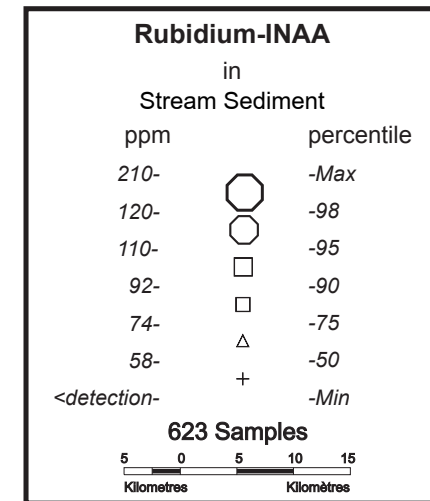 Rubidium-INAA
in
Stream Sediment
ppm percentile
210- -Max
120- -98
110- -95
92- -90
74- -75
58- -50
<detection- -Min
623 Samples
5 0 5 10 15
Kilometres Kilomètres